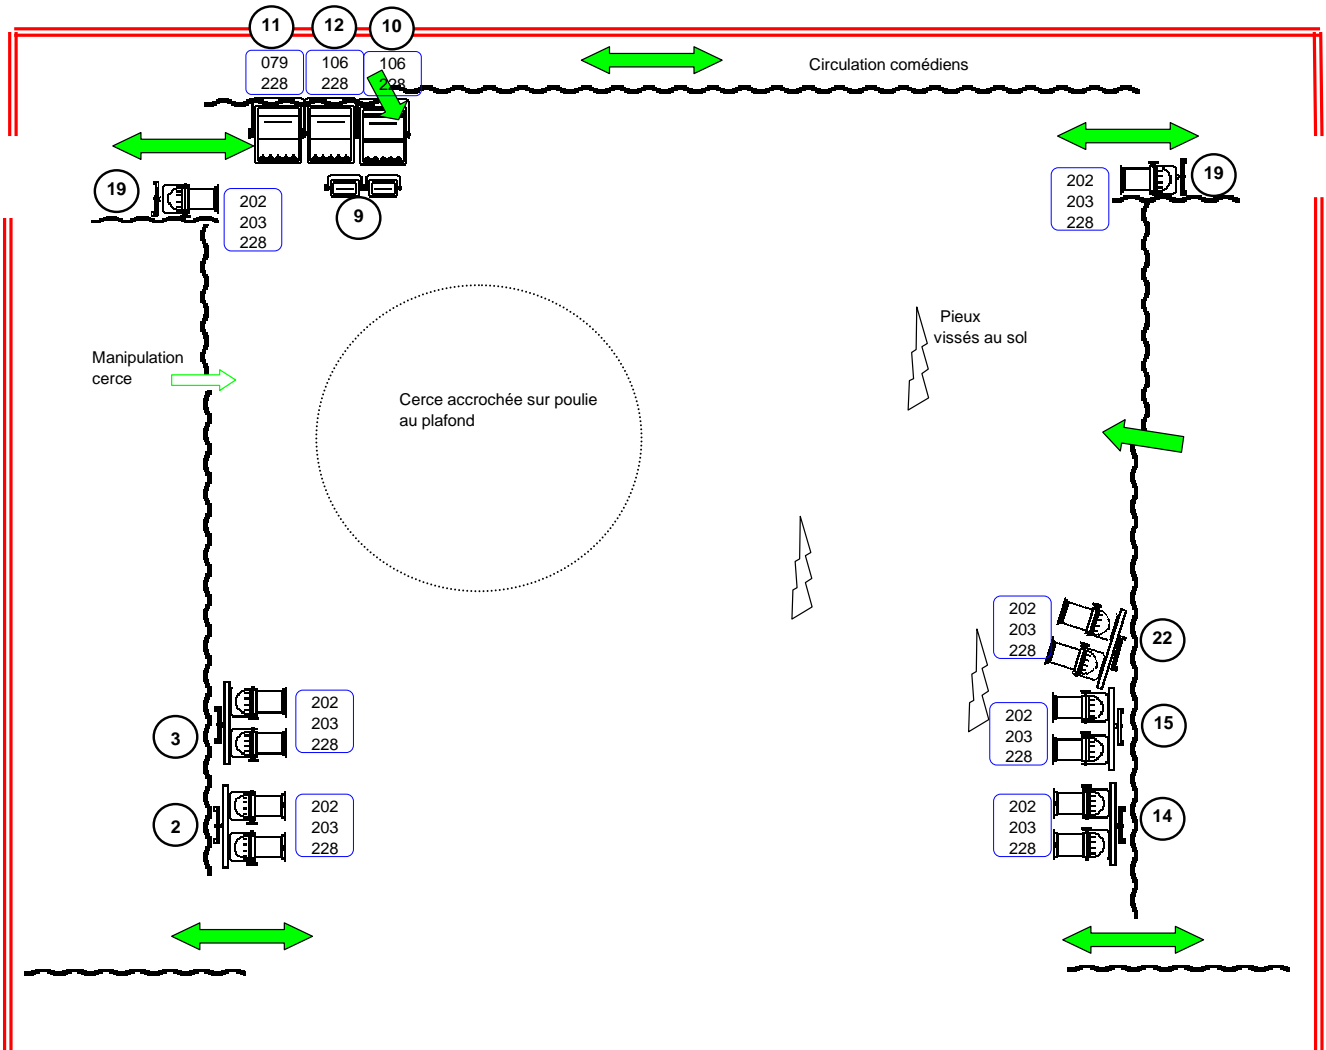 11 12 10
079 106 106
228 228 228
Circulation comédiens
19
202
203
228
9
202
203
228
19
Pieux
vissés au sol
Manipulation
cerce
Cerce accrochée sur poulie
au plafond
202
203
228
22
3
202
203
228
202
203
228
15
2
202
203
228
202
203
228
14